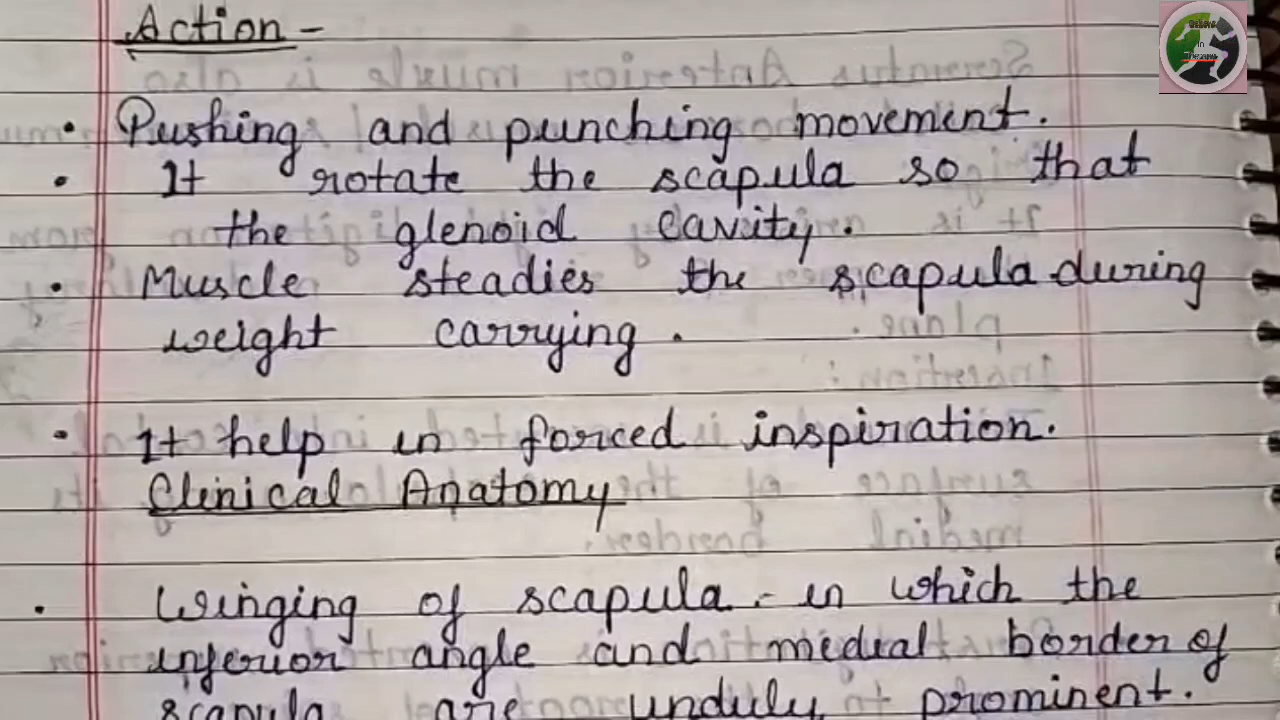 Action -
• Pushing and punching movement.
• It rotate the scapula so that
the glenoid cavity.
• Muscle steadies the scapula during
weight carrying.
• It help in forced inspiration.
Clinical Anatomy
• Winging of scapula - in which the
inferior angle and medial border of
scapula are unduly prominent.